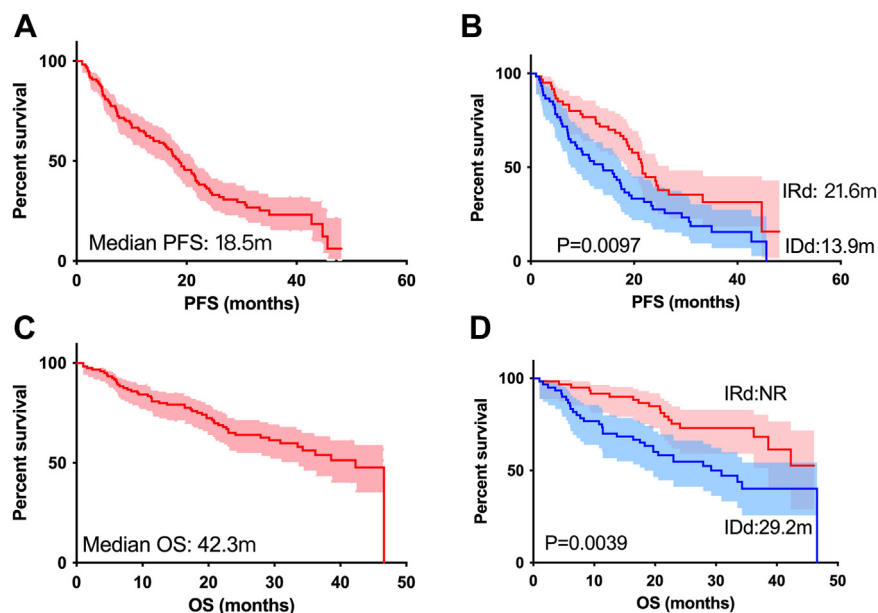 A
Percent survival
100
50
0
Median PFS: 18.5m
0 20 40 60
PFS (months)
B
Percent survival
100
50
0
IRd: 21.6m
P=0.0097
IDd:13.9m
0 20 40 60
PFS (months)
C
Percent survival
100
50
0
Median OS: 42.3m
0 10 20 30 40 50
OS (months)
D
Percent survival
100
50
0
IRd:NR
IDd:29.2m
P=0.0039
0 10 20 30 40 50
OS (months)